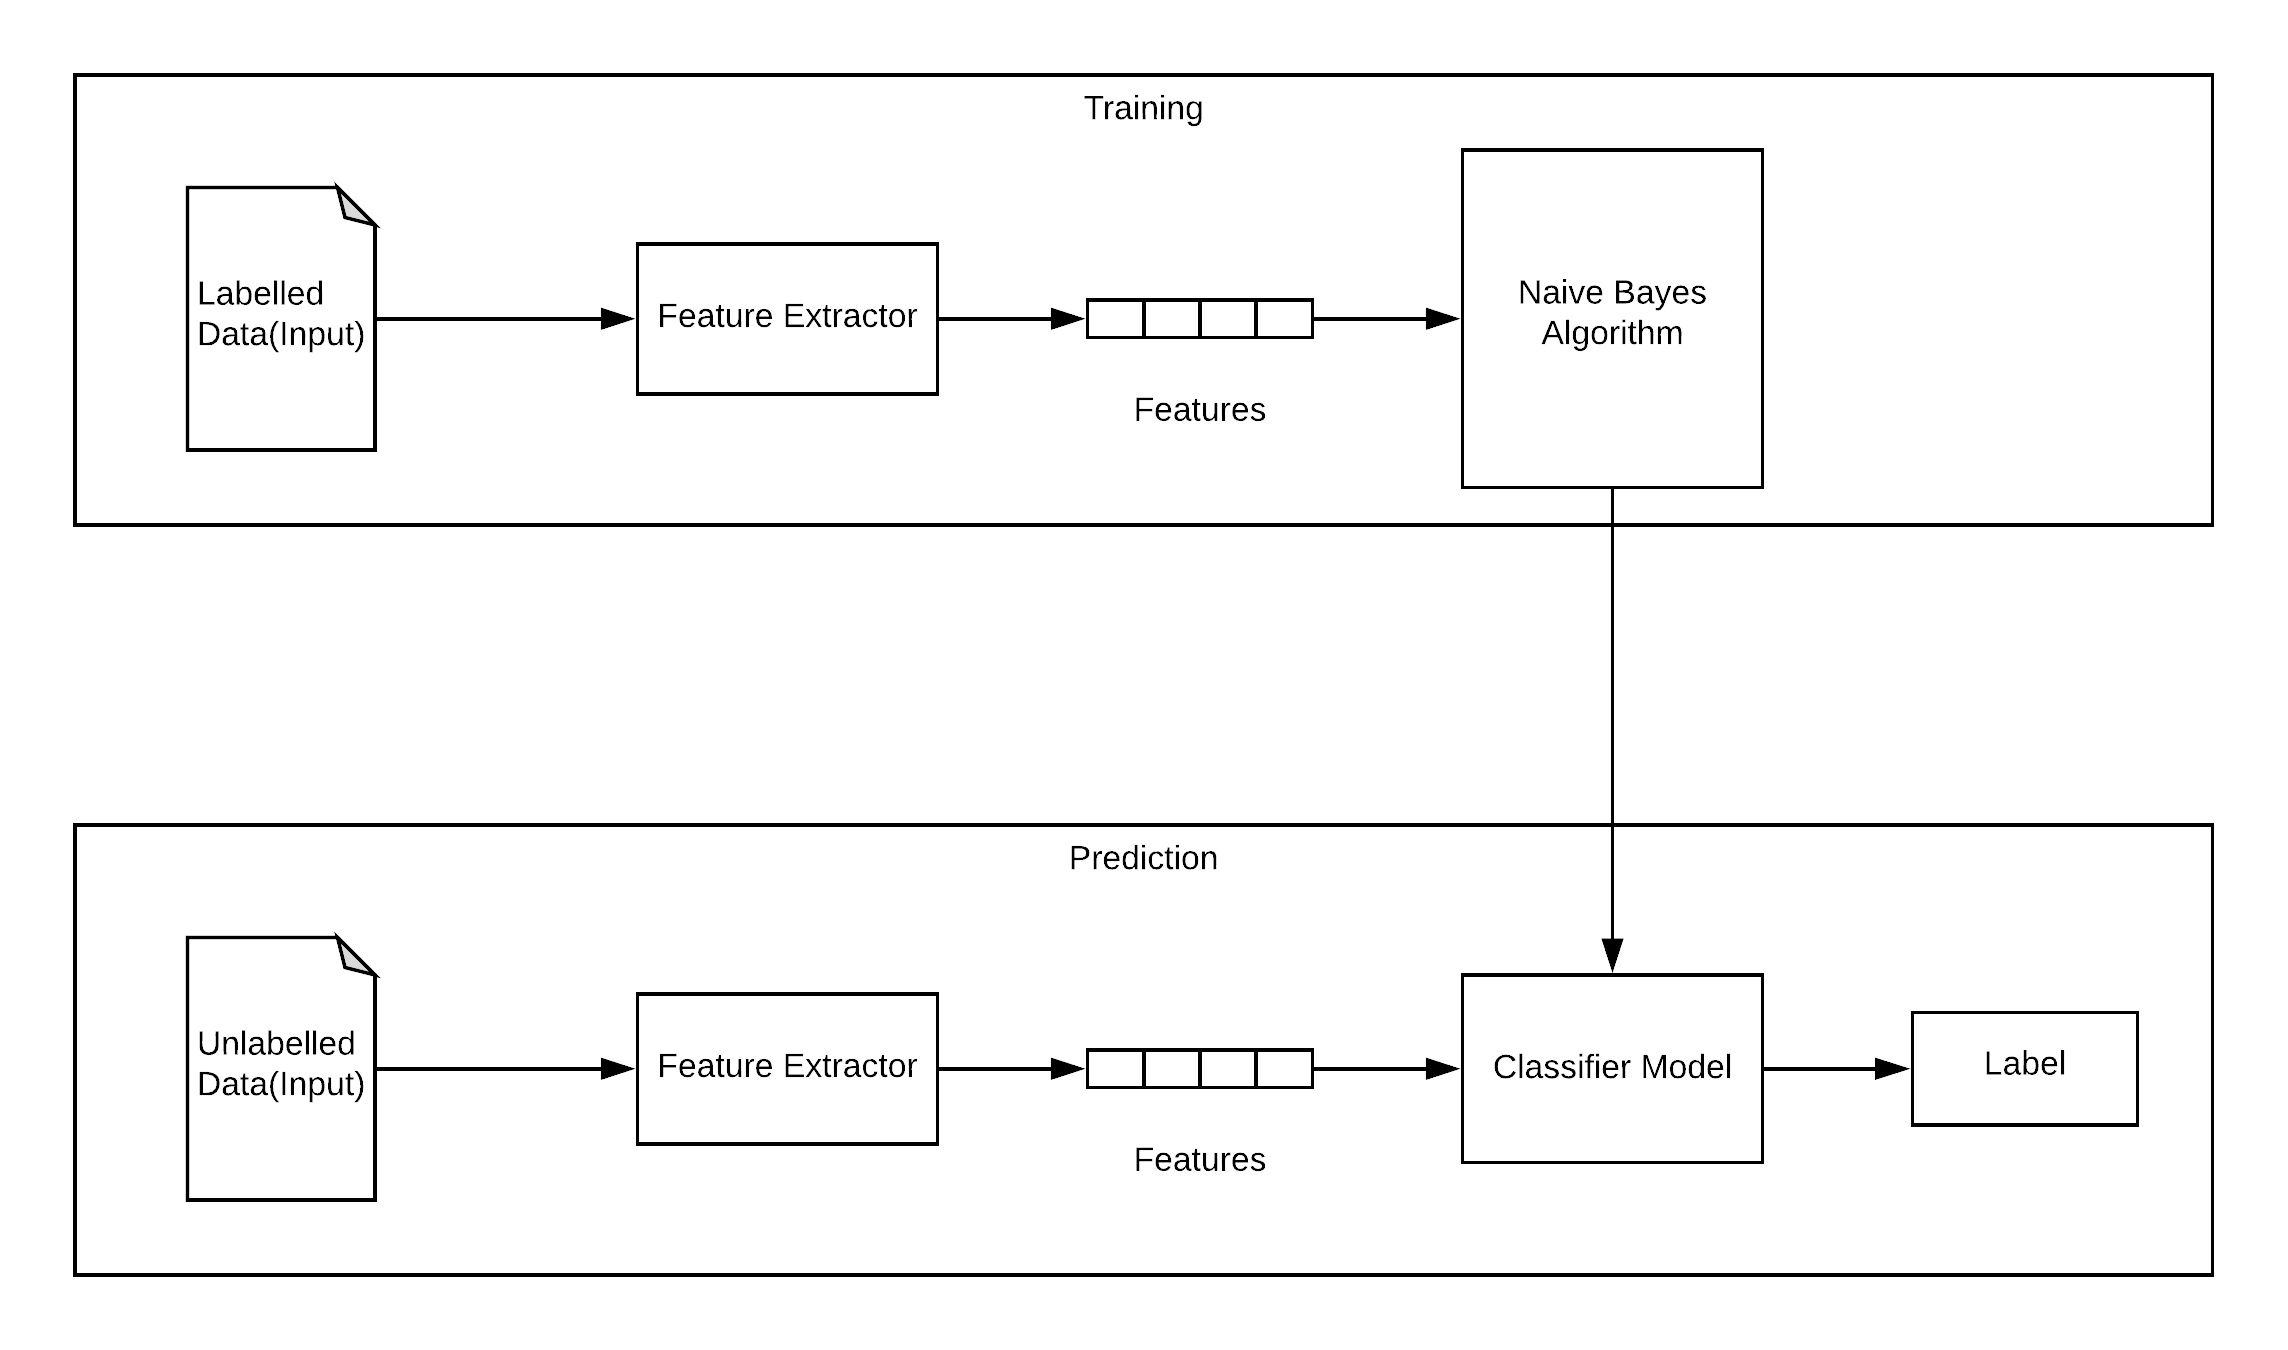 Training
Labelled
Data(Input)
Feature Extractor
Features
Naive Bayes
Algorithm
Prediction
Unlabelled
Data(Input)
Feature Extractor
Features
Classifier Model
Label